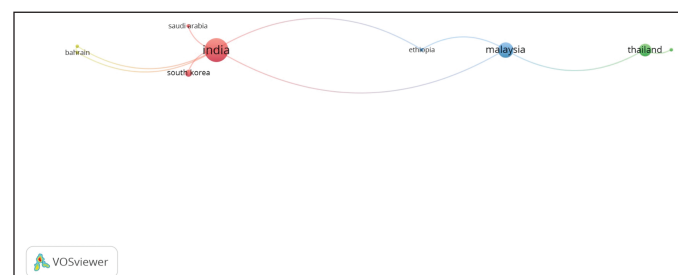 saudi arabia
bahrain
india
south korea
ethiopia
malaysia
thailand
VOSviewer